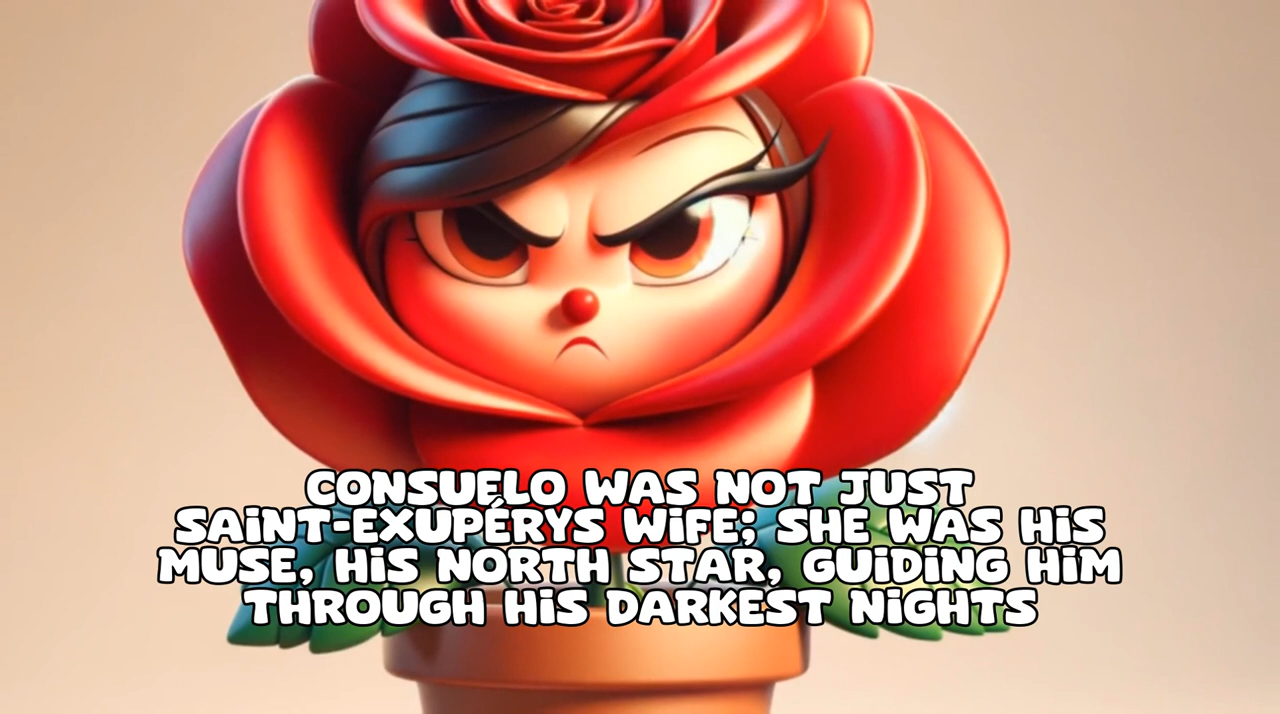 CONSUELO WAS NOT JUST
SAINT-EXUPÉRYS WIFE; SHE WAS HIS
MUSE, HIS NORTH STAR, GUIDING HIM
THROUGH HIS DARKEST NIGHTS